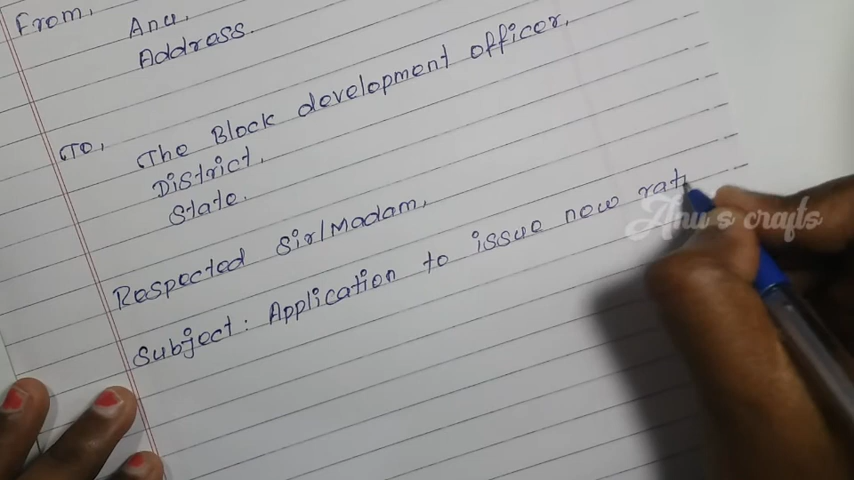 From,
Anu.
Address.
To,
The Block development officer,
District.
State.
Respected Sir/Madam,
Subject: Application to issue new rati
Anu's crafts